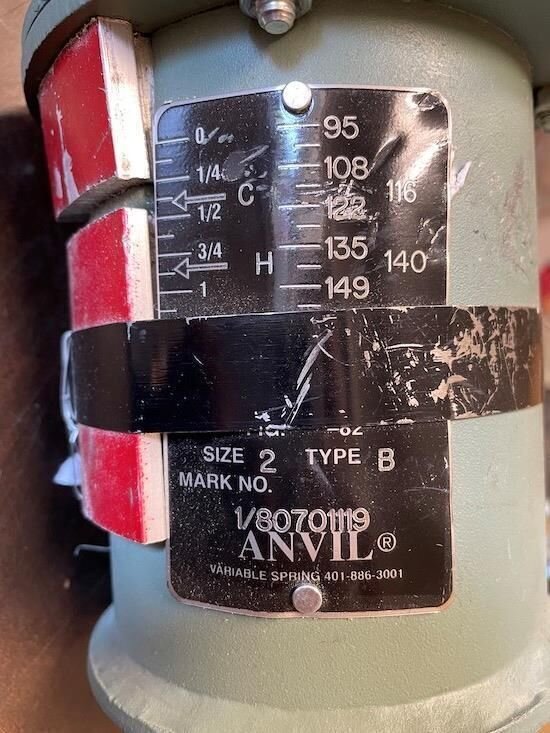 0 95
1/4 108
C 116
1/2 122
3/4 135
H 140
1 149
SIZE 2 TYPE B
MARK NO.
1/80701119
ANVIL®
VARIABLE SPRING 401-886-3001